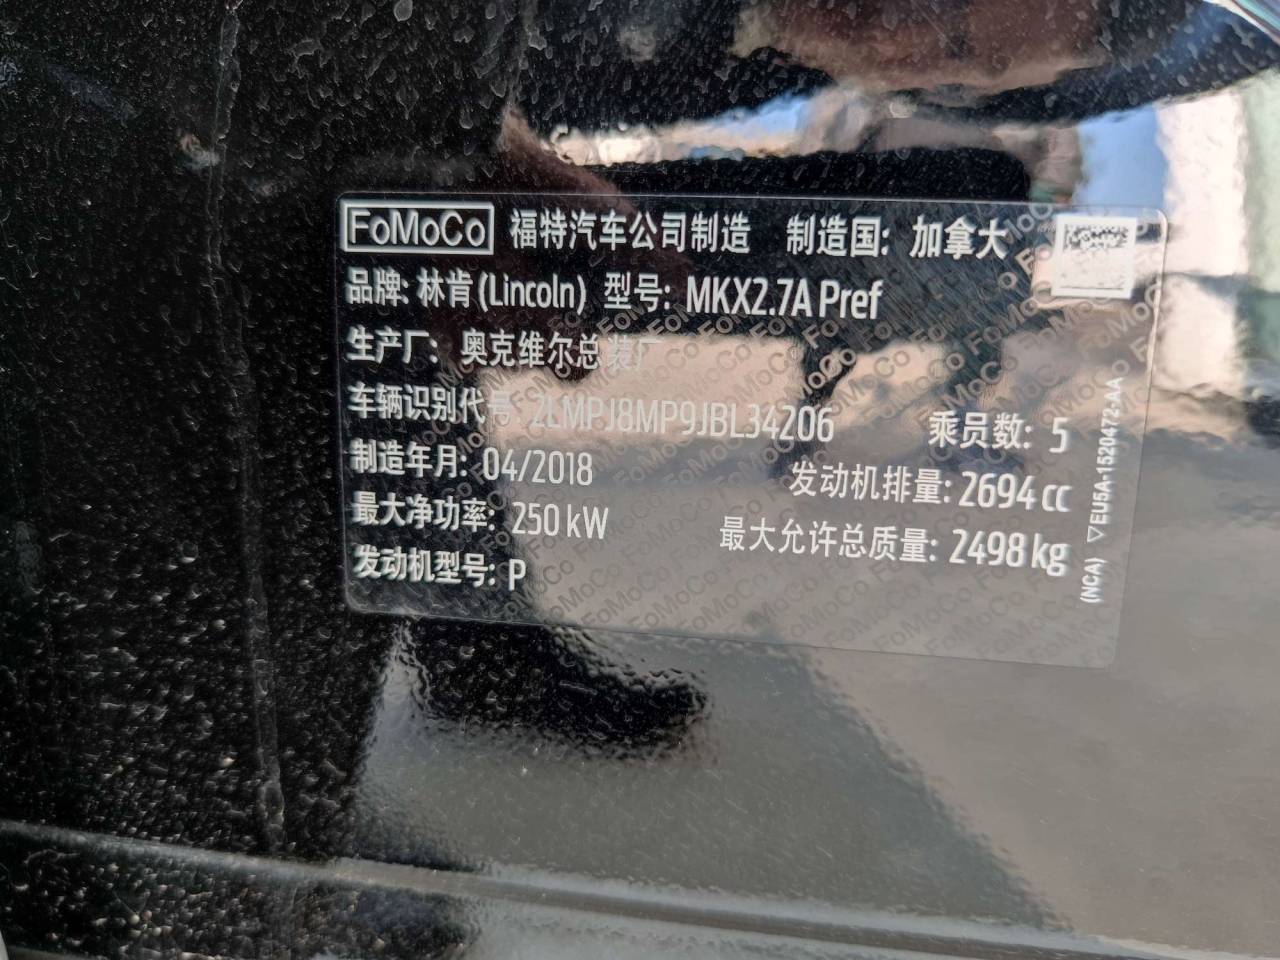 FoMoCo 福特汽车公司制造 制造国: 加拿大
品牌: 林肯(Lincoln) 型号: MKX2.7A Pref
生产厂: 奥克维尔总装厂
车辆识别代号 2LMPJ8MP9JBL34206 乘员数: 5
制造年月: 04/2018 发动机排量: 2694 cc
最大净功率: 250 kW 最大允许总质量: 2498 kg
发动机型号: P
(NCA) ▽EU5A-1520472-AA